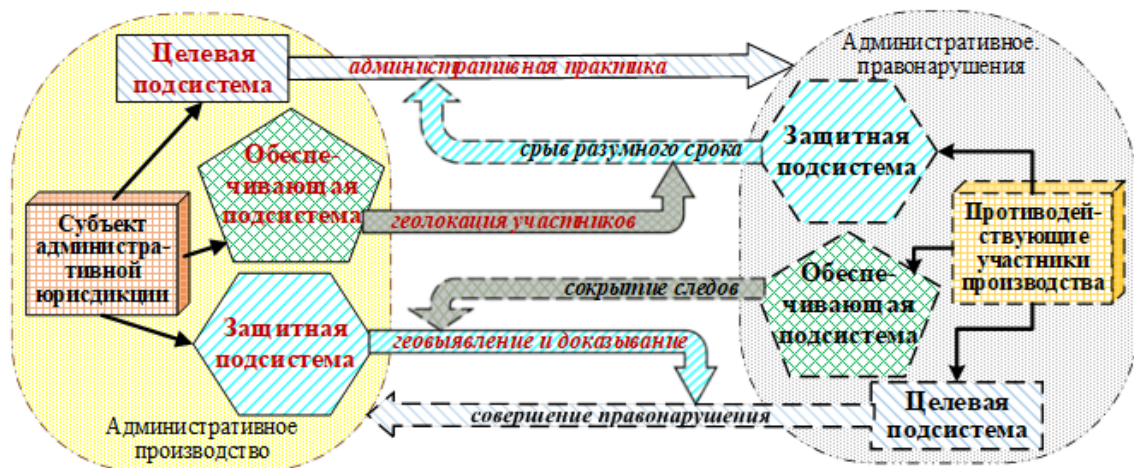 Целевая
подсистема
административная практика
Административное.
правонарушения
срыв разумного срока
Защитная
подсистема
Обеспе-
чивающая
подсистема
геолокация участников
Субъект
администра-
тивной
юрисдикции
Противодей-
ствующие
участники
производства
сокрытие следов
Обеспе-
чивающая
подсистема
Защитная
подсистема
геовыявление и доказывание
совершение правонарушения
Целевая
подсистема
Административное
производство